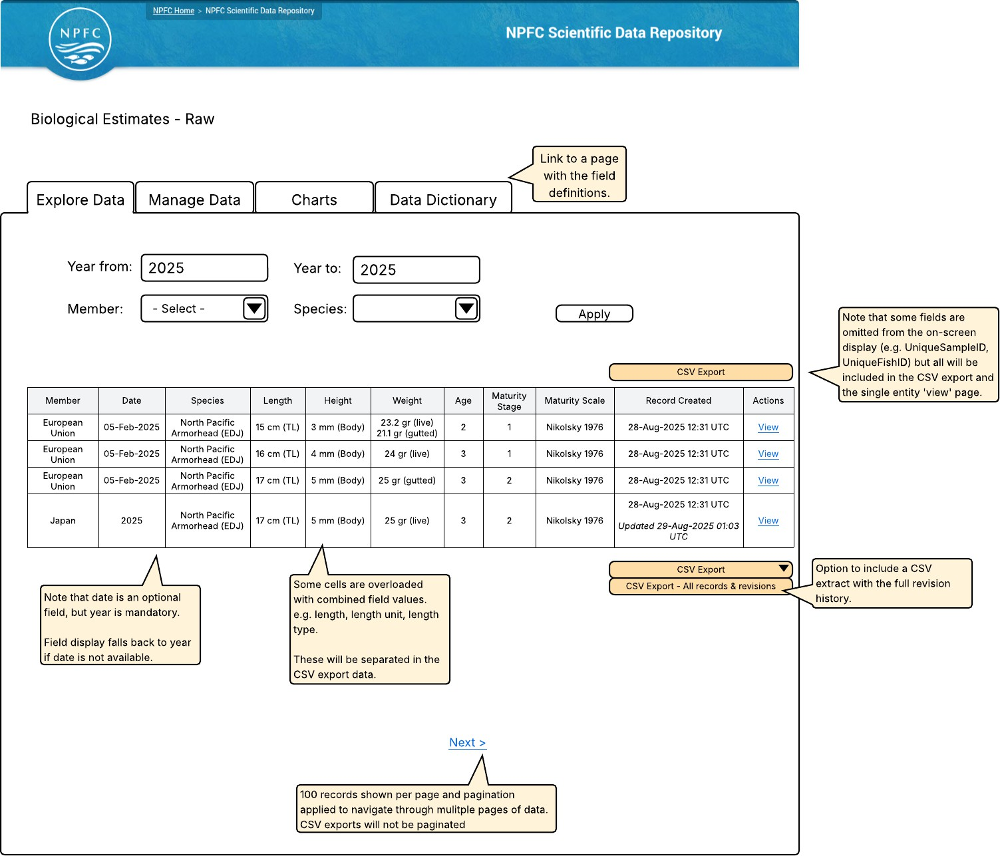 NPFC Home > NPFC Scientific Data Repository
NPFC
NPFC Scientific Data Repository
Biological Estimates - Raw
Link to a page
with the field
definitions.
Explore Data
Manage Data
Charts
Data Dictionary
Year from:
2025
Year to:
2025
Member:
- Select -
Species:
Apply
Note that some fields are
omitted from the on-screen
display (e.g. UniqueSampleID,
UniqueFishID) but all will be
included in the CSV export and
the single entity 'view' page.
CSV Export
Member Date Species Length Height Weight Age Maturity Stage Maturity Scale Record Created Actions
European Union 05-Feb-2025 North Pacific Armorhead (EDJ) 15 cm (TL) 3 mm (Body) 23.2 gr (live) 21.1 gr (gutted) 2 1 Nikolsky 1976 28-Aug-2025 12:31 UTC View
European Union 05-Feb-2025 North Pacific Armorhead (EDJ) 16 cm (TL) 4 mm (Body) 24 gr (live) 3 1 Nikolsky 1976 28-Aug-2025 12:31 UTC View
European Union 05-Feb-2025 North Pacific Armorhead (EDJ) 17 cm (TL) 5 mm (Body) 25 gr (gutted) 3 2 Nikolsky 1976 28-Aug-2025 12:31 UTC View
Japan 2025 North Pacific Armorhead (EDJ) 17 cm (TL) 5 mm (Body) 25 gr (live) 3 2 Nikolsky 1976 28-Aug-2025 12:31 UTC Updated 29-Aug-2025 01:03 UTC View
CSV Export
CSV Export - All records & revisions
Option to include a CSV
extract with the full revision
history.
Note that date is an optional
field, but year is mandatory.
Field display falls back to year
if date is not available.
Some cells are overloaded
with combined field values.
e.g. length, length unit, length
type.
These will be separated in the
CSV export data.
Next >
100 records shown per page and pagination
applied to navigate through mulitple pages of data.
CSV exports will not be paginated